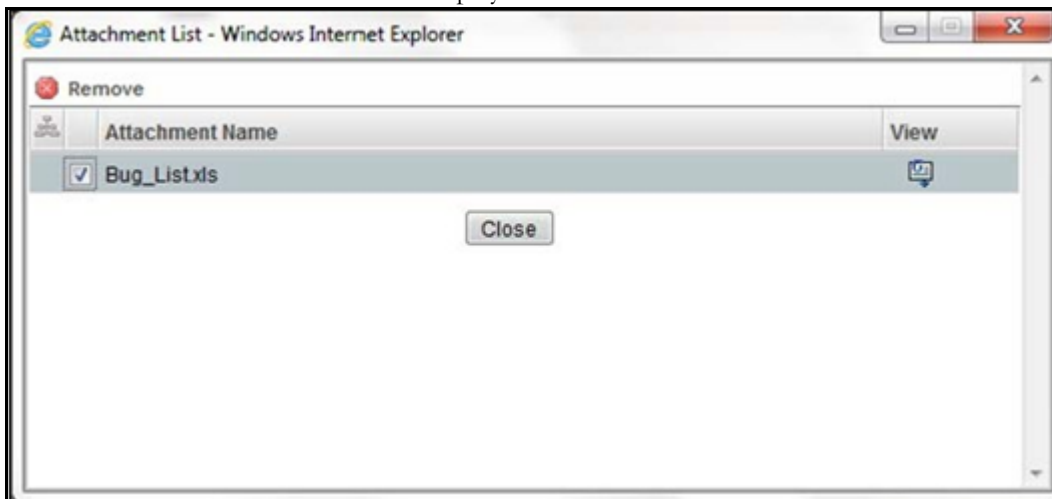 Attachment List - Windows Internet Explorer
Remove
Attachment Name View
Bug_List.xls
Close